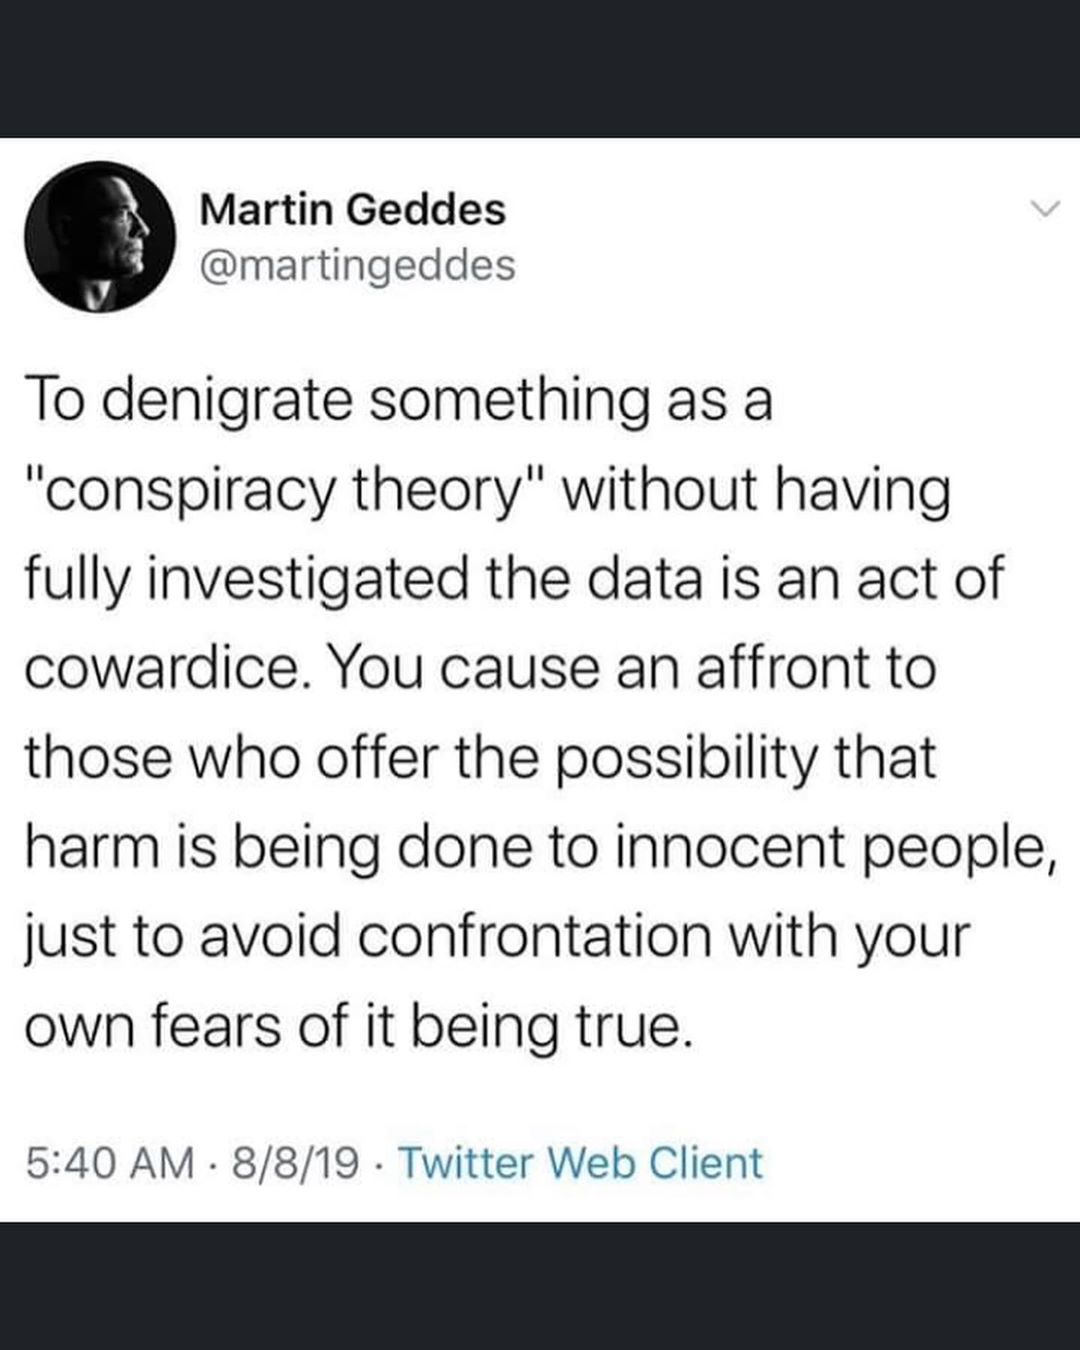 Martin Geddes
@martingeddes
To denigrate something as a
"conspiracy theory" without having
fully investigated the data is an act of
cowardice. You cause an affront to
those who offer the possibility that
harm is being done to innocent people,
just to avoid confrontation with your
own fears of it being true.
5:40 AM · 8/8/19 · Twitter Web Client